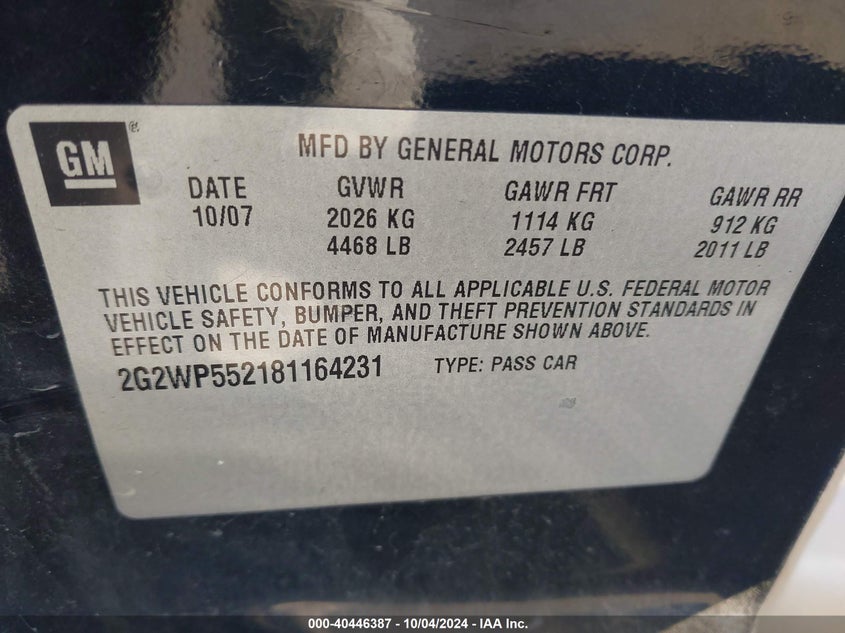 GM®
MFD BY GENERAL MOTORS CORP.
DATE GVWR GAWR FRT GAWR RR
10/07 2026 KG 1114 KG 912 KG
4468 LB 2457 LB 2011 LB
THIS VEHICLE CONFORMS TO ALL APPLICABLE U.S. FEDERAL MOTOR
VEHICLE SAFETY, BUMPER, AND THEFT PREVENTION STANDARDS IN
EFFECT ON THE DATE OF MANUFACTURE SHOWN ABOVE.
2G2WP552181164231 TYPE: PASS CAR
000-40446387 - 10/04/2024 - IAA Inc.